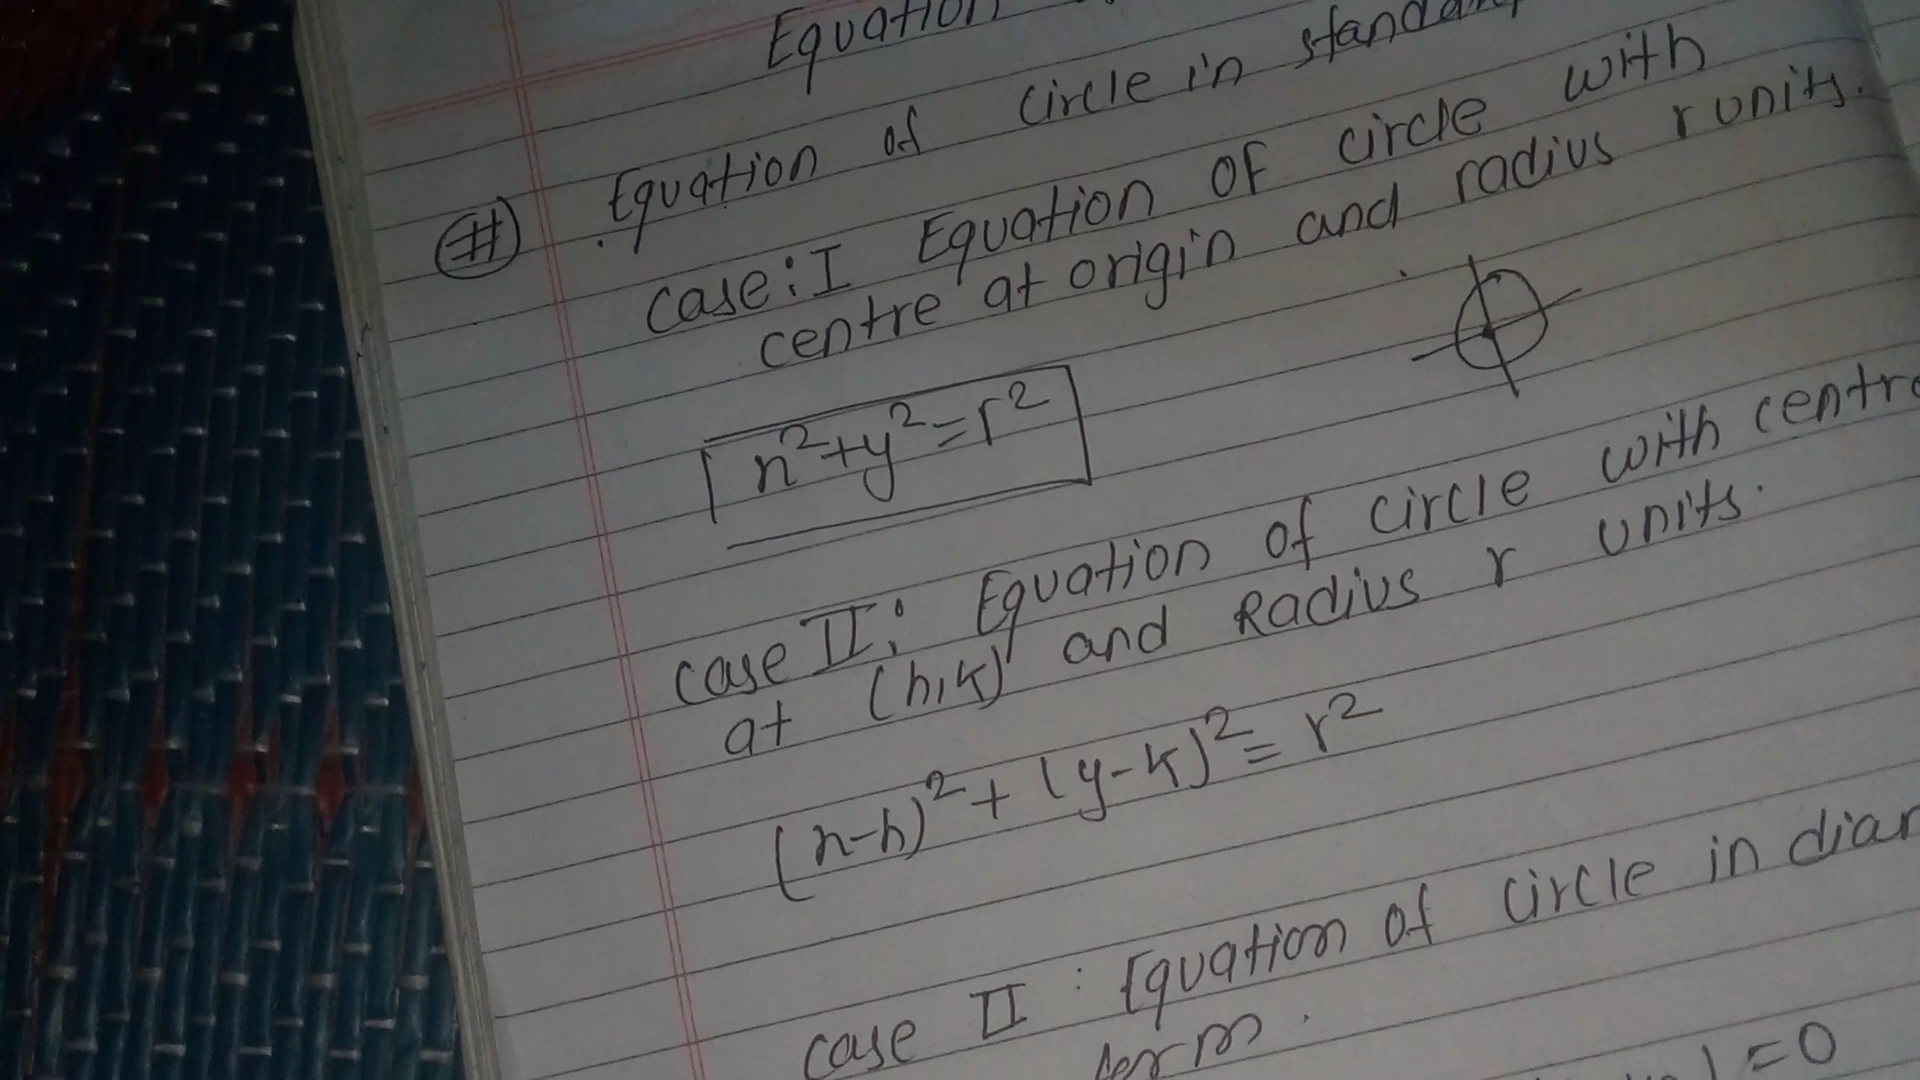 Equation
# Equation of circle in
case: I Equation OF circle with
centre at origin and radius r units.
x²+y²=r²
case II: Equation of circle with centre
at (h,k) and Radius r units.
(x-h)²+(y-k)²=r²
case II : Equation of circle in
form.
) =0